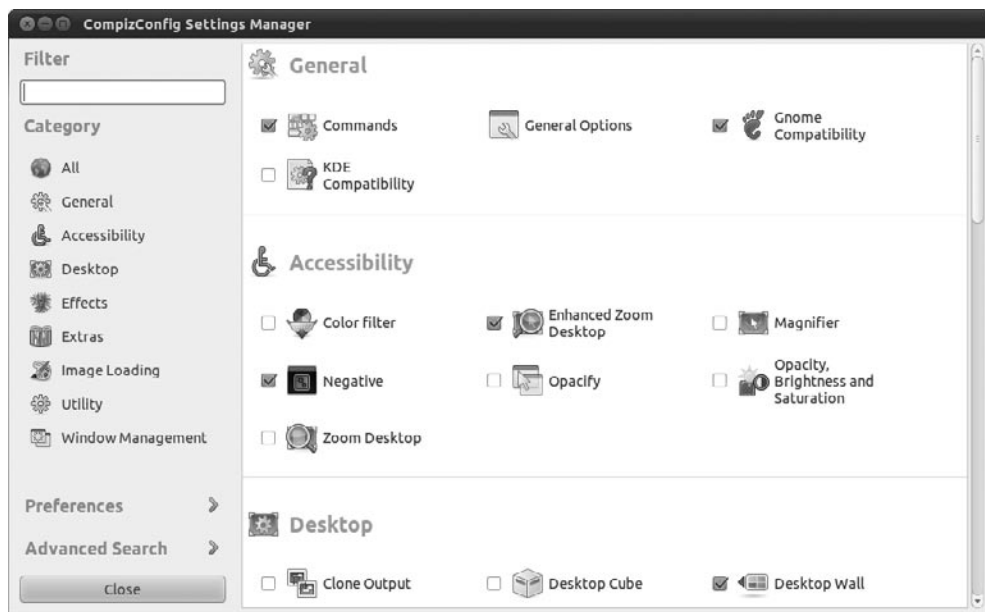 CompizConfig Settings Manager
Filter
Category
All
General
Accessibility
Desktop
Effects
Extras
Image Loading
Utility
Window Management
Preferences
Advanced Search
Close
General
Commands
General Options
Gnome
Compatibility
KDE
Compatibility
Accessibility
Color filter
Enhanced Zoom
Desktop
Magnifier
Negative
Opacify
Opacity,
Brightness and
Saturation
Zoom Desktop
Desktop
Clone Output
Desktop Cube
Desktop Wall